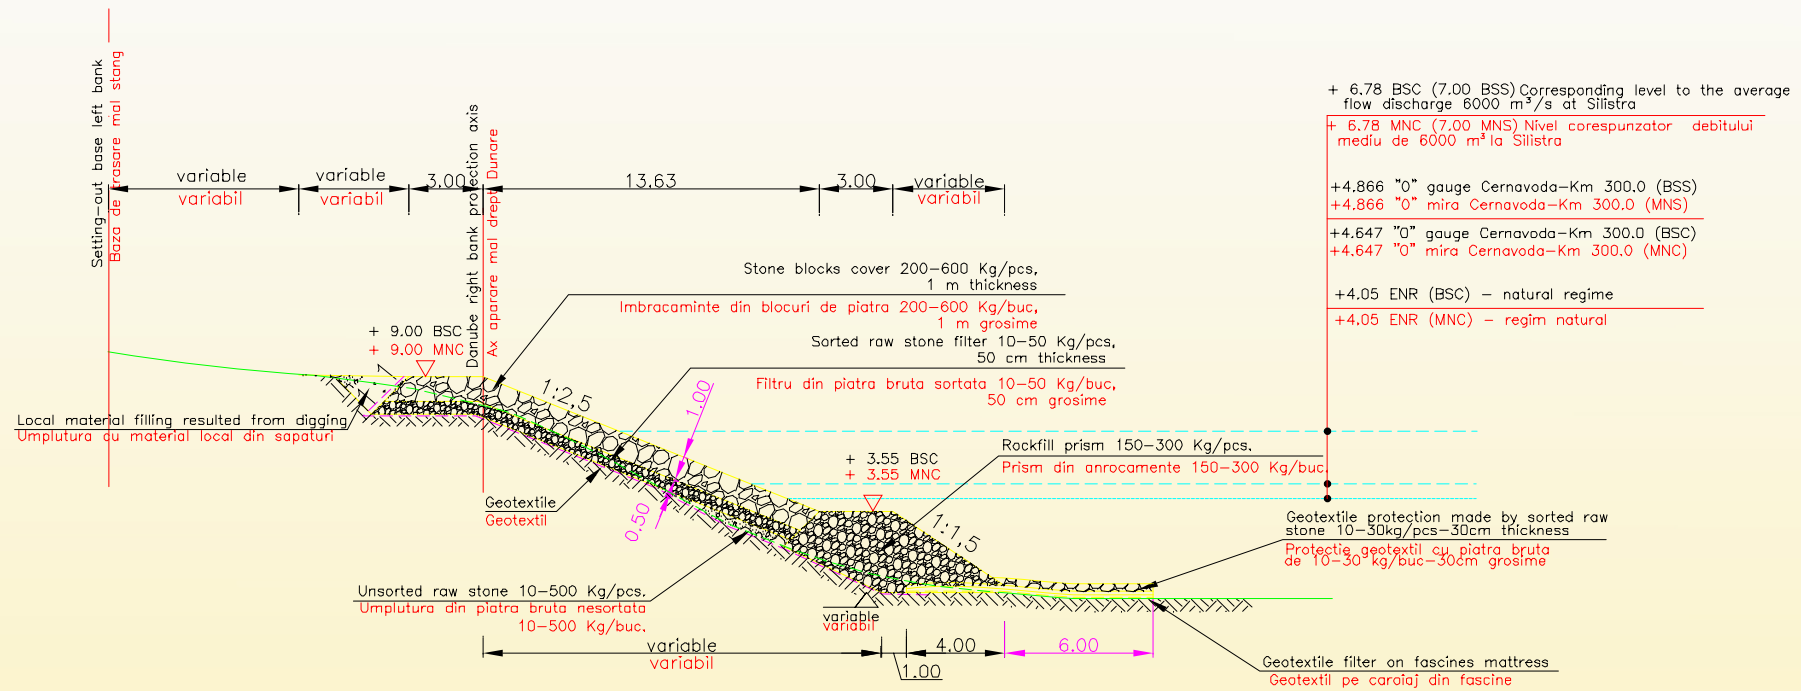 Setting-out base left bank
Baza de trasare mal stang
variable
variabil
variable
variabil
3.00
Danube right bank protection axis
Ax aparare mal drept Dunare
13.63
3.00
variable
variabil
+ 6.78 BSC (7.00 BSS) Corresponding level to the average
flow discharge 6000 m³/s at Silistra
+ 6.78 MNC (7.00 MNS) Nivel corespunzator debitului
mediu de 6000 m³ la Silistra
+4.866 "0" gauge Cernavoda-Km 300.0 (BSS)
+4.866 "0" mira Cernavoda-Km 300.0 (MNS)
+4.647 "0" gauge Cernavoda-Km 300.0 (BSC)
+4.647 "0" mira Cernavoda-Km 300.0 (MNC)
+4.05 ENR (BSC) - natural regime
+4.05 ENR (MNC) - regim natural
Stone blocks cover 200-600 Kg/pcs,
1 m thickness
Imbracaminte din blocuri de piatra 200-600 Kg/buc,
1 m grosime
+ 9.00 BSC
+ 9.00 MNC
Sorted raw stone filter 10-50 Kg/pcs,
50 cm thickness
Filtru din piatra bruta sortata 10-50 Kg/buc,
50 cm grosime
1:2,5
1.00
Local material filling resulted from digging
Umplutura cu material local din sapaturi
Rockfill prism 150-300 Kg/pcs.
Prism din anrocamente 150-300 Kg/buc.
+ 3.55 BSC
+ 3.55 MNC
Geotextile
Geotextil
0.50
1:1,5
Geotextile protection made by sorted raw
stone 10-30kg/pcs-30cm thickness
Protectie geotextil cu piatra bruta
de 10-30 kg/buc-30cm grosime
Unsorted raw stone 10-500 Kg/pcs.
Umplutura din piatra bruta nesortata
10-500 Kg/buc.
variable
variabil
variable
variabil
1.00
4.00
6.00
Geotextile filter on fascines mattress
Geotextil pe caroiaj din fascine